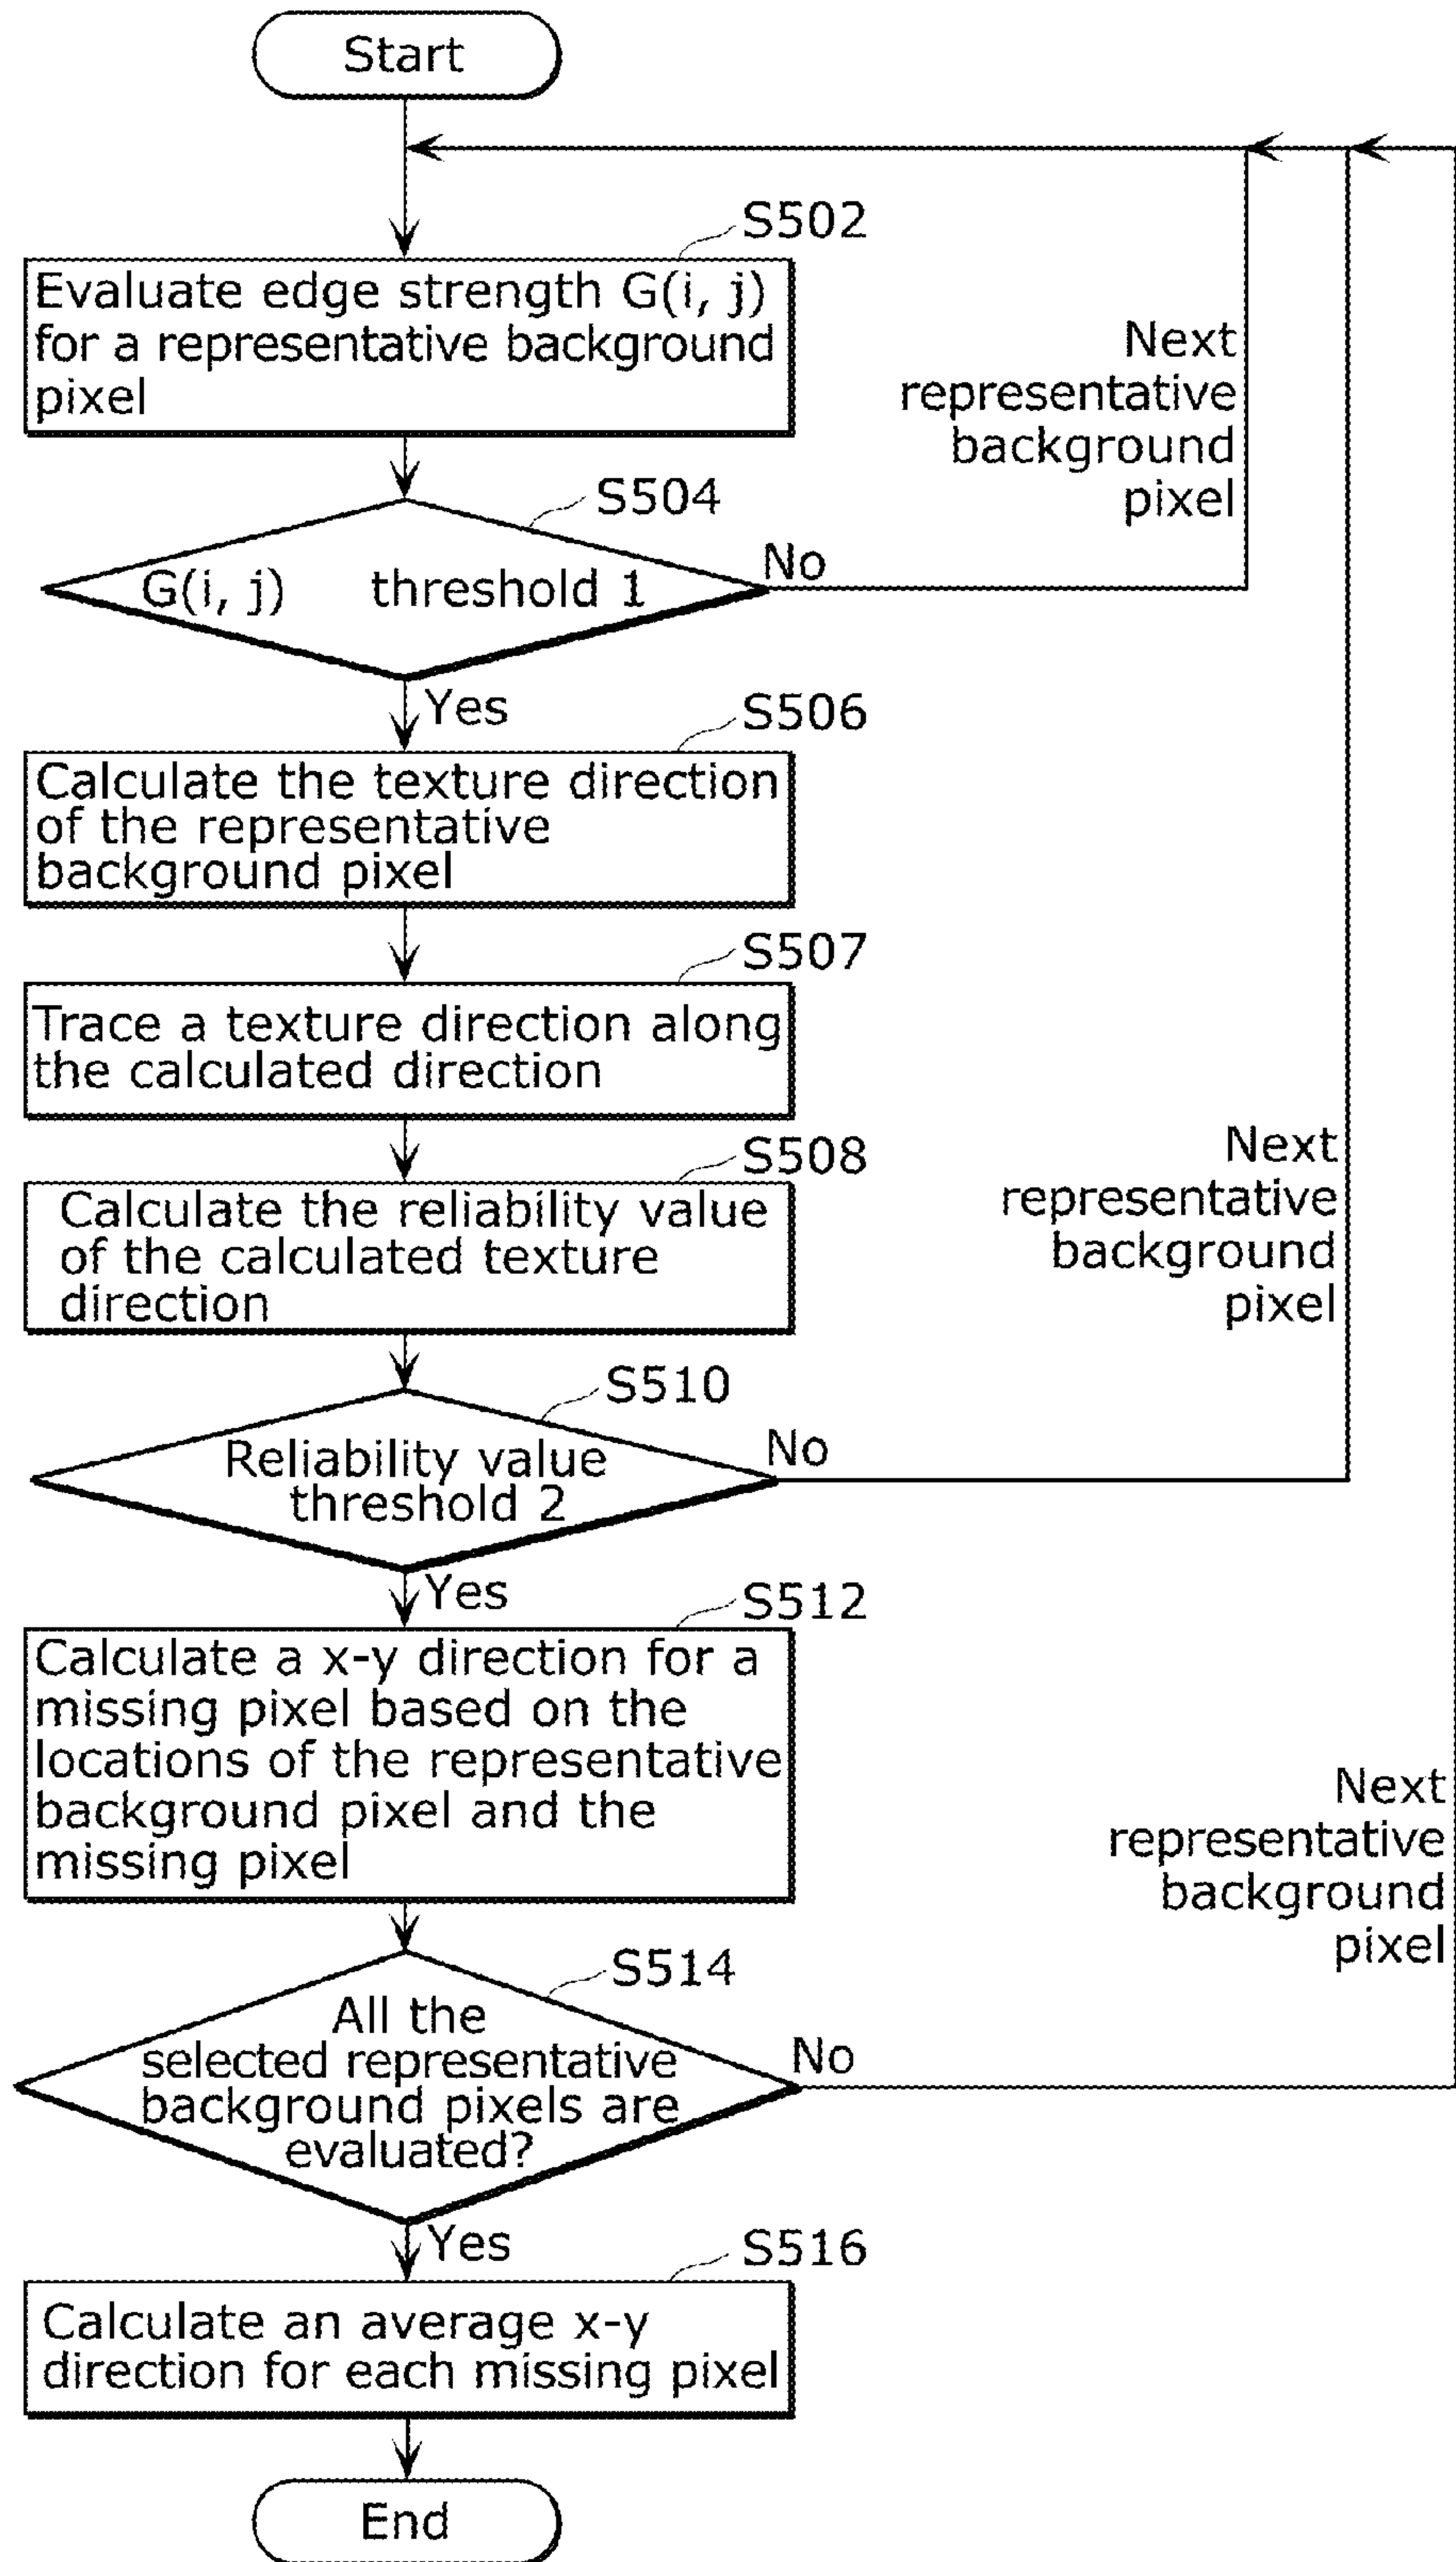 Start
S502
Evaluate edge strength G(i, j)
for a representative background
pixel
Next
representative
background
pixel
S504
G(i, j) threshold 1
No
Yes
S506
Calculate the texture direction
of the representative
background pixel
S507
Trace a texture direction along
the calculated direction
S508
Calculate the reliability value
of the calculated texture
direction
Next
representative
background
pixel
S510
Reliability value
threshold 2
No
Yes
S512
Calculate a x-y direction for a
missing pixel based on the
locations of the representative
background pixel and the
missing pixel
Next
representative
background
pixel
S514
All the
selected representative
background pixels are
evaluated?
No
Yes
S516
Calculate an average x-y
direction for each missing pixel
End